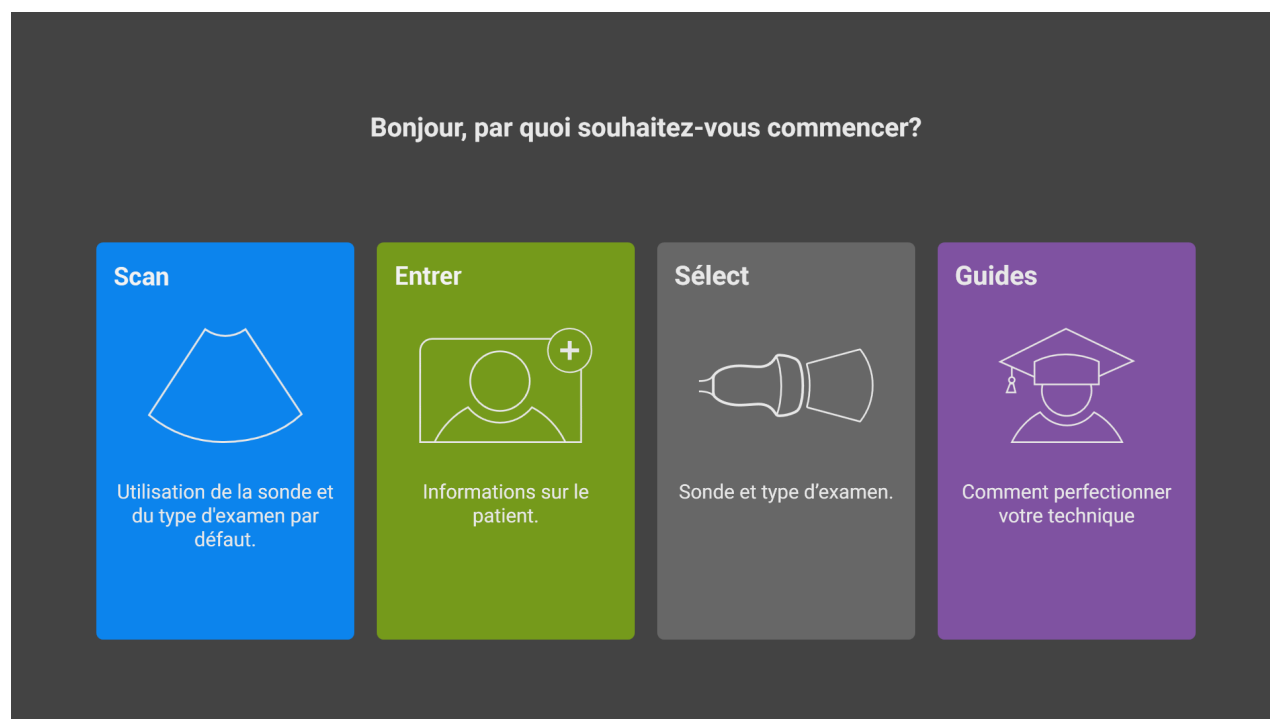 Bonjour, par quoi souhaitez-vous commencer?
Scan
Utilisation de la sonde et
du type d'examen par
défaut.
Entrer
Informations sur le
patient.
Sélect
Sonde et type d’examen.
Guides
Comment perfectionner
votre technique